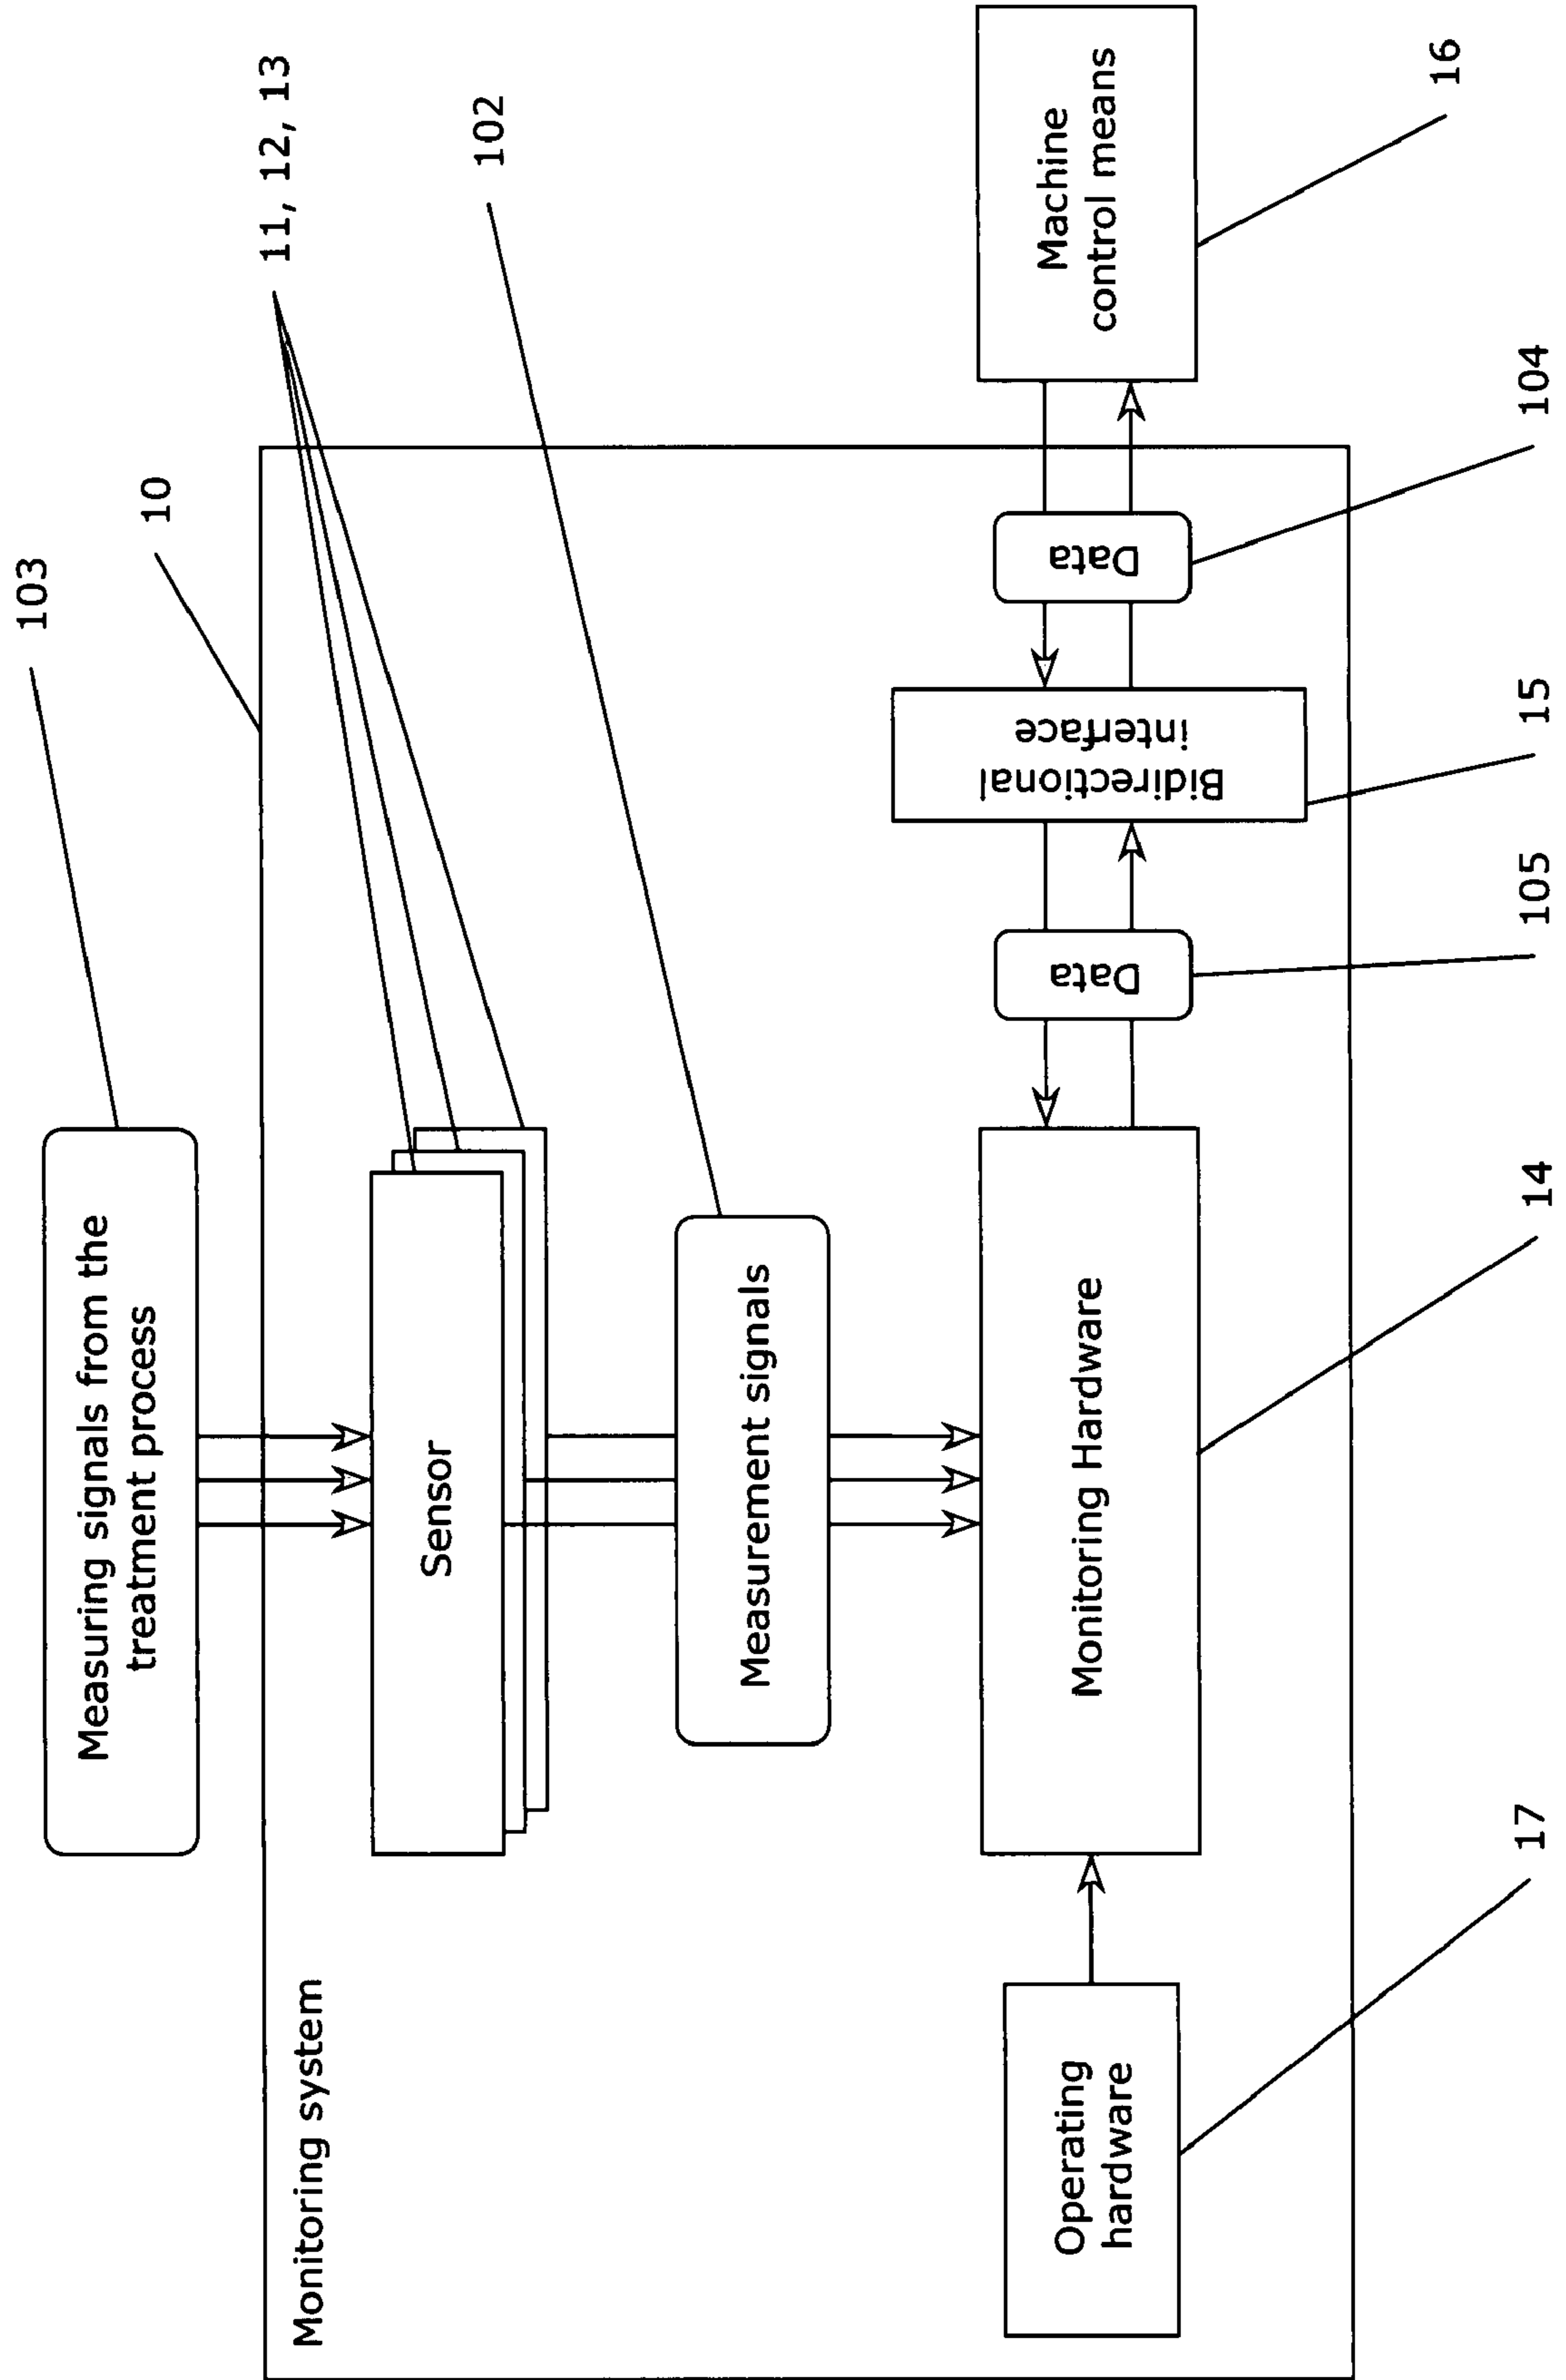 103
10
11, 12, 13
102
Measuring signals from the
treatment process
Monitoring system
Sensor
Measurement signals
Operating
hardware
Monitoring Hardware
Data
Bidirectional
interface
Data
Machine
control means
17
14
105
15
104
16